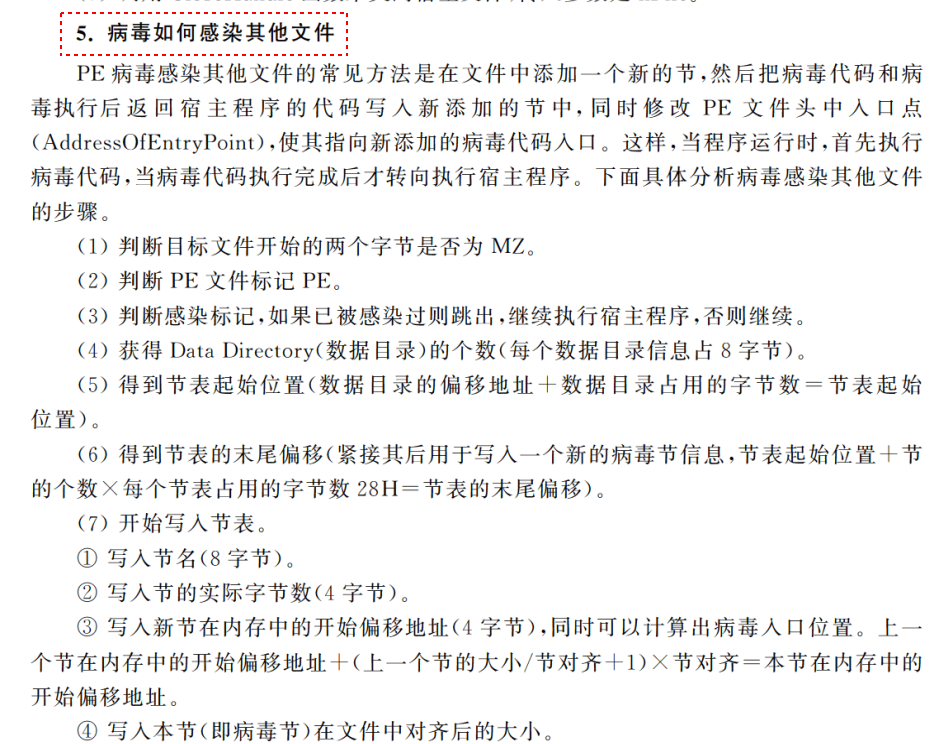 5. 病毒如何感染其他文件
PE 病毒感染其他文件的常见方法是在文件中添加一个新的节,然后把病毒代码和病
毒执行后返回宿主程序的代码写入新添加的节中,同时修改 PE 文件头中入口点
(AddressOfEntryPoint),使其指向新添加的病毒代码入口。这样,当程序运行时,首先执行
病毒代码,当病毒代码执行完成后才转向执行宿主程序。下面具体分析病毒感染其他文件
的步骤。
(1) 判断目标文件开始的两个字节是否为 MZ。
(2) 判断 PE 文件标记 PE。
(3) 判断感染标记,如果已被感染过则跳出,继续执行宿主程序,否则继续。
(4) 获得 Data Directory(数据目录)的个数(每个数据目录信息占 8 字节)。
(5) 得到节表起始位置(数据目录的偏移地址+数据目录占用的字节数=节表起始
位置)。
(6) 得到节表的末尾偏移(紧接其后用于写入一个新的病毒节信息,节表起始位置+节
的个数×每个节表占用的字节数 28H=节表的末尾偏移)。
(7) 开始写入节表。
① 写入节名(8 字节)。
② 写入节的实际字节数(4 字节)。
③ 写入新节在内存中的开始偏移地址(4 字节),同时可以计算出病毒入口位置。上一
个节在内存中的开始偏移地址+(上一个节的大小/节对齐+1)×节对齐=本节在内存中的
开始偏移地址。
④ 写入本节(即病毒节)在文件中对齐后的大小。